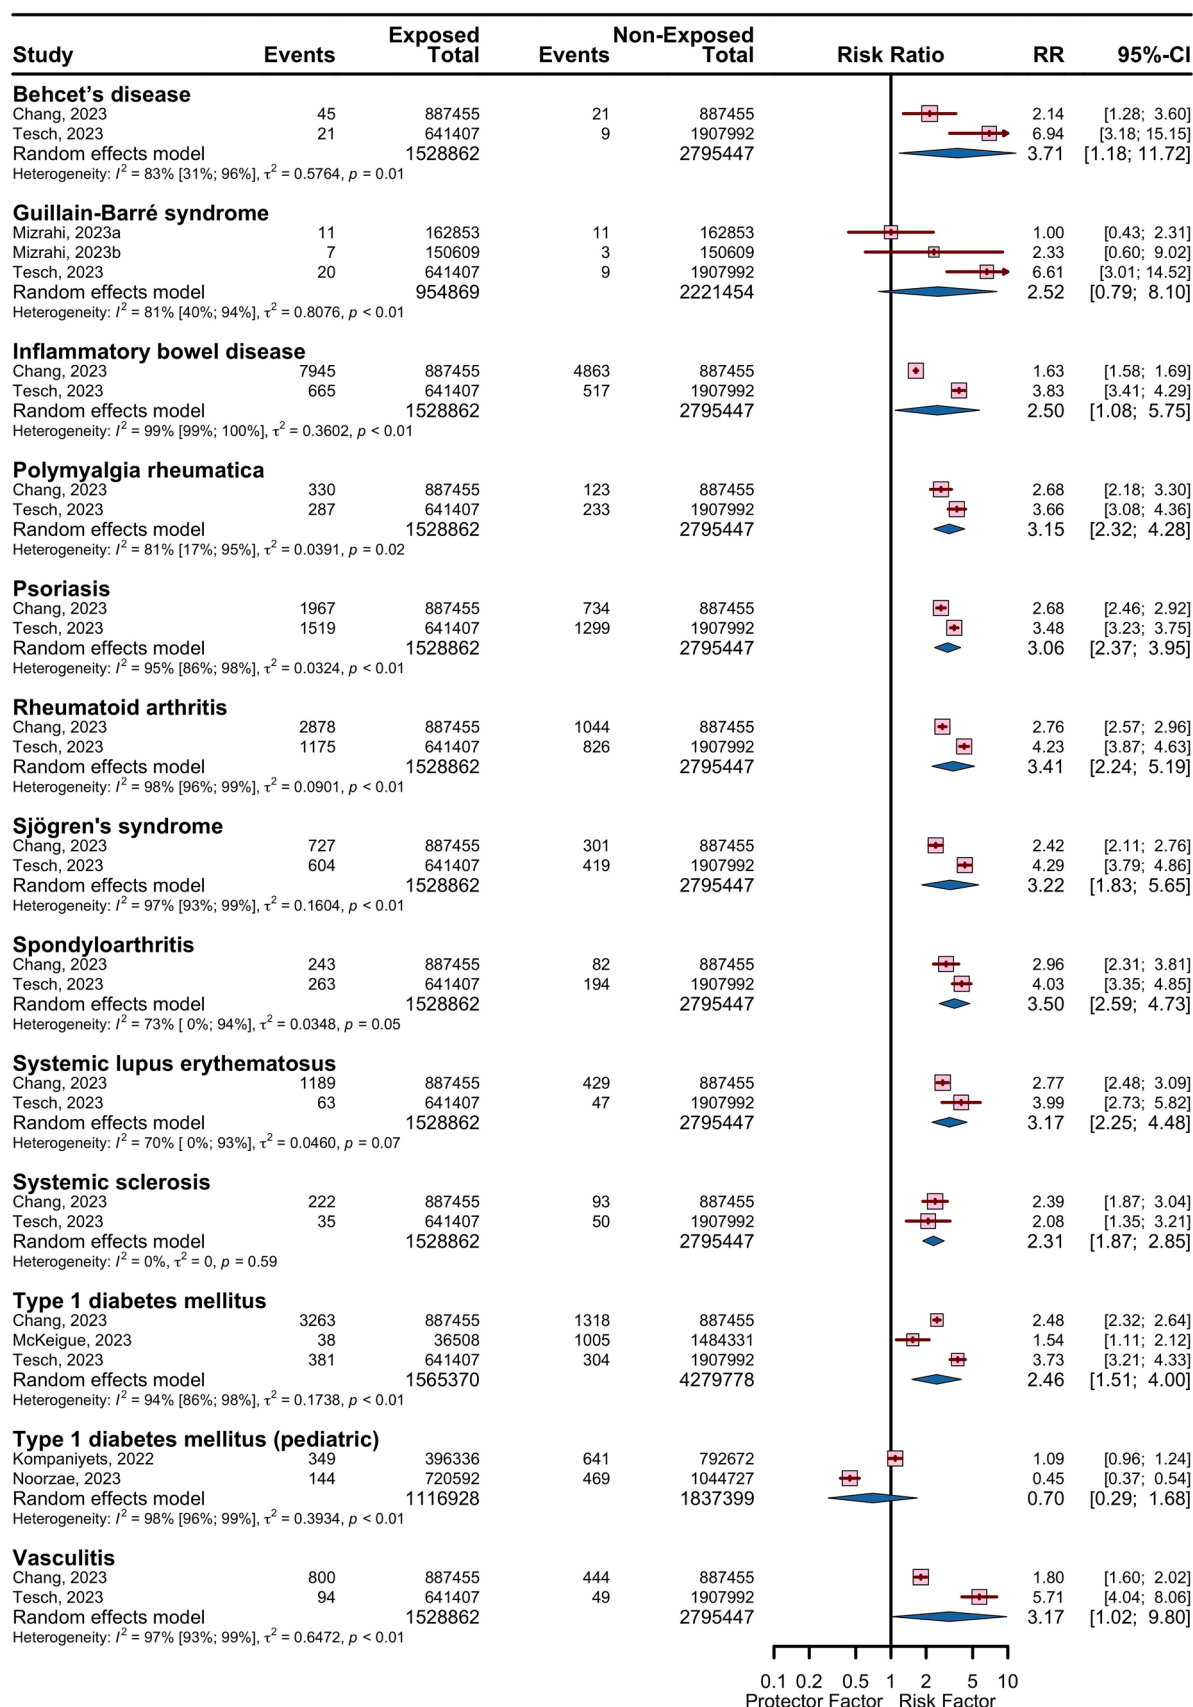 Exposed Non-Exposed
Study Events Total Events Total Risk Ratio RR 95%-CI
Behcet's disease
Chang, 2023 45 887455 21 887455 2.14 [1.28; 3.60]
Tesch, 2023 21 641407 9 1907992 6.94 [3.18; 15.15]
Random effects model 1528862 2795447 3.71 [1.18; 11.72]
Heterogeneity: I² = 83% [31%; 96%], τ² = 0.5764, p = 0.01
Guillain-Barré syndrome
Mizrahi, 2023a 11 162853 11 162853 1.00 [0.43; 2.31]
Mizrahi, 2023b 7 150609 3 150609 2.33 [0.60; 9.02]
Tesch, 2023 20 641407 9 1907992 6.61 [3.01; 14.52]
Random effects model 954869 2221454 2.52 [0.79; 8.10]
Heterogeneity: I² = 81% [40%; 94%], τ² = 0.8076, p < 0.01
Inflammatory bowel disease
Chang, 2023 7945 887455 4863 887455 1.63 [1.58; 1.69]
Tesch, 2023 665 641407 517 1907992 3.83 [3.41; 4.29]
Random effects model 1528862 2795447 2.50 [1.08; 5.75]
Heterogeneity: I² = 99% [99%; 100%], τ² = 0.3602, p < 0.01
Polymyalgia rheumatica
Chang, 2023 330 887455 123 887455 2.68 [2.18; 3.30]
Tesch, 2023 287 641407 233 1907992 3.66 [3.08; 4.36]
Random effects model 1528862 2795447 3.15 [2.32; 4.28]
Heterogeneity: I² = 81% [17%; 95%], τ² = 0.0391, p = 0.02
Psoriasis
Chang, 2023 1967 887455 734 887455 2.68 [2.46; 2.92]
Tesch, 2023 1519 641407 1299 1907992 3.48 [3.23; 3.75]
Random effects model 1528862 2795447 3.06 [2.37; 3.95]
Heterogeneity: I² = 95% [86%; 98%], τ² = 0.0324, p < 0.01
Rheumatoid arthritis
Chang, 2023 2878 887455 1044 887455 2.76 [2.57; 2.96]
Tesch, 2023 1175 641407 826 1907992 4.23 [3.87; 4.63]
Random effects model 1528862 2795447 3.41 [2.24; 5.19]
Heterogeneity: I² = 98% [96%; 99%], τ² = 0.0901, p < 0.01
Sjögren's syndrome
Chang, 2023 727 887455 301 887455 2.42 [2.11; 2.76]
Tesch, 2023 604 641407 419 1907992 4.29 [3.79; 4.86]
Random effects model 1528862 2795447 3.22 [1.83; 5.65]
Heterogeneity: I² = 97% [93%; 99%], τ² = 0.1604, p < 0.01
Spondyloarthritis
Chang, 2023 243 887455 82 887455 2.96 [2.31; 3.81]
Tesch, 2023 263 641407 194 1907992 4.03 [3.35; 4.85]
Random effects model 1528862 2795447 3.50 [2.59; 4.73]
Heterogeneity: I² = 73% [ 0%; 94%], τ² = 0.0348, p = 0.05
Systemic lupus erythematosus
Chang, 2023 1189 887455 429 887455 2.77 [2.48; 3.09]
Tesch, 2023 63 641407 47 1907992 3.99 [2.73; 5.82]
Random effects model 1528862 2795447 3.17 [2.25; 4.48]
Heterogeneity: I² = 70% [ 0%; 93%], τ² = 0.0460, p = 0.07
Systemic sclerosis
Chang, 2023 222 887455 93 887455 2.39 [1.87; 3.04]
Tesch, 2023 35 641407 50 1907992 2.08 [1.35; 3.21]
Random effects model 1528862 2795447 2.31 [1.87; 2.85]
Heterogeneity: I² = 0%, τ² = 0, p = 0.59
Type 1 diabetes mellitus
Chang, 2023 3263 887455 1318 887455 2.48 [2.32; 2.64]
McKeigue, 2023 38 36508 1005 1484331 1.54 [1.11; 2.12]
Tesch, 2023 381 641407 304 1907992 3.73 [3.21; 4.33]
Random effects model 1565370 4279778 2.46 [1.51; 4.00]
Heterogeneity: I² = 94% [86%; 98%], τ² = 0.1738, p < 0.01
Type 1 diabetes mellitus (pediatric)
Kompaniyets, 2022 349 396336 641 792672 1.09 [0.96; 1.24]
Noorzae, 2023 144 720592 469 1044727 0.45 [0.37; 0.54]
Random effects model 1116928 1837399 0.70 [0.29; 1.68]
Heterogeneity: I² = 98% [96%; 99%], τ² = 0.3934, p < 0.01
Vasculitis
Chang, 2023 800 887455 444 887455 1.80 [1.60; 2.02]
Tesch, 2023 94 641407 49 1907992 5.71 [4.04; 8.06]
Random effects model 1528862 2795447 3.17 [1.02; 9.80]
Heterogeneity: I² = 97% [93%; 99%], τ² = 0.6472, p < 0.01
0.1 0.2 0.5 1 2 5 10
Protector Factor Risk Factor